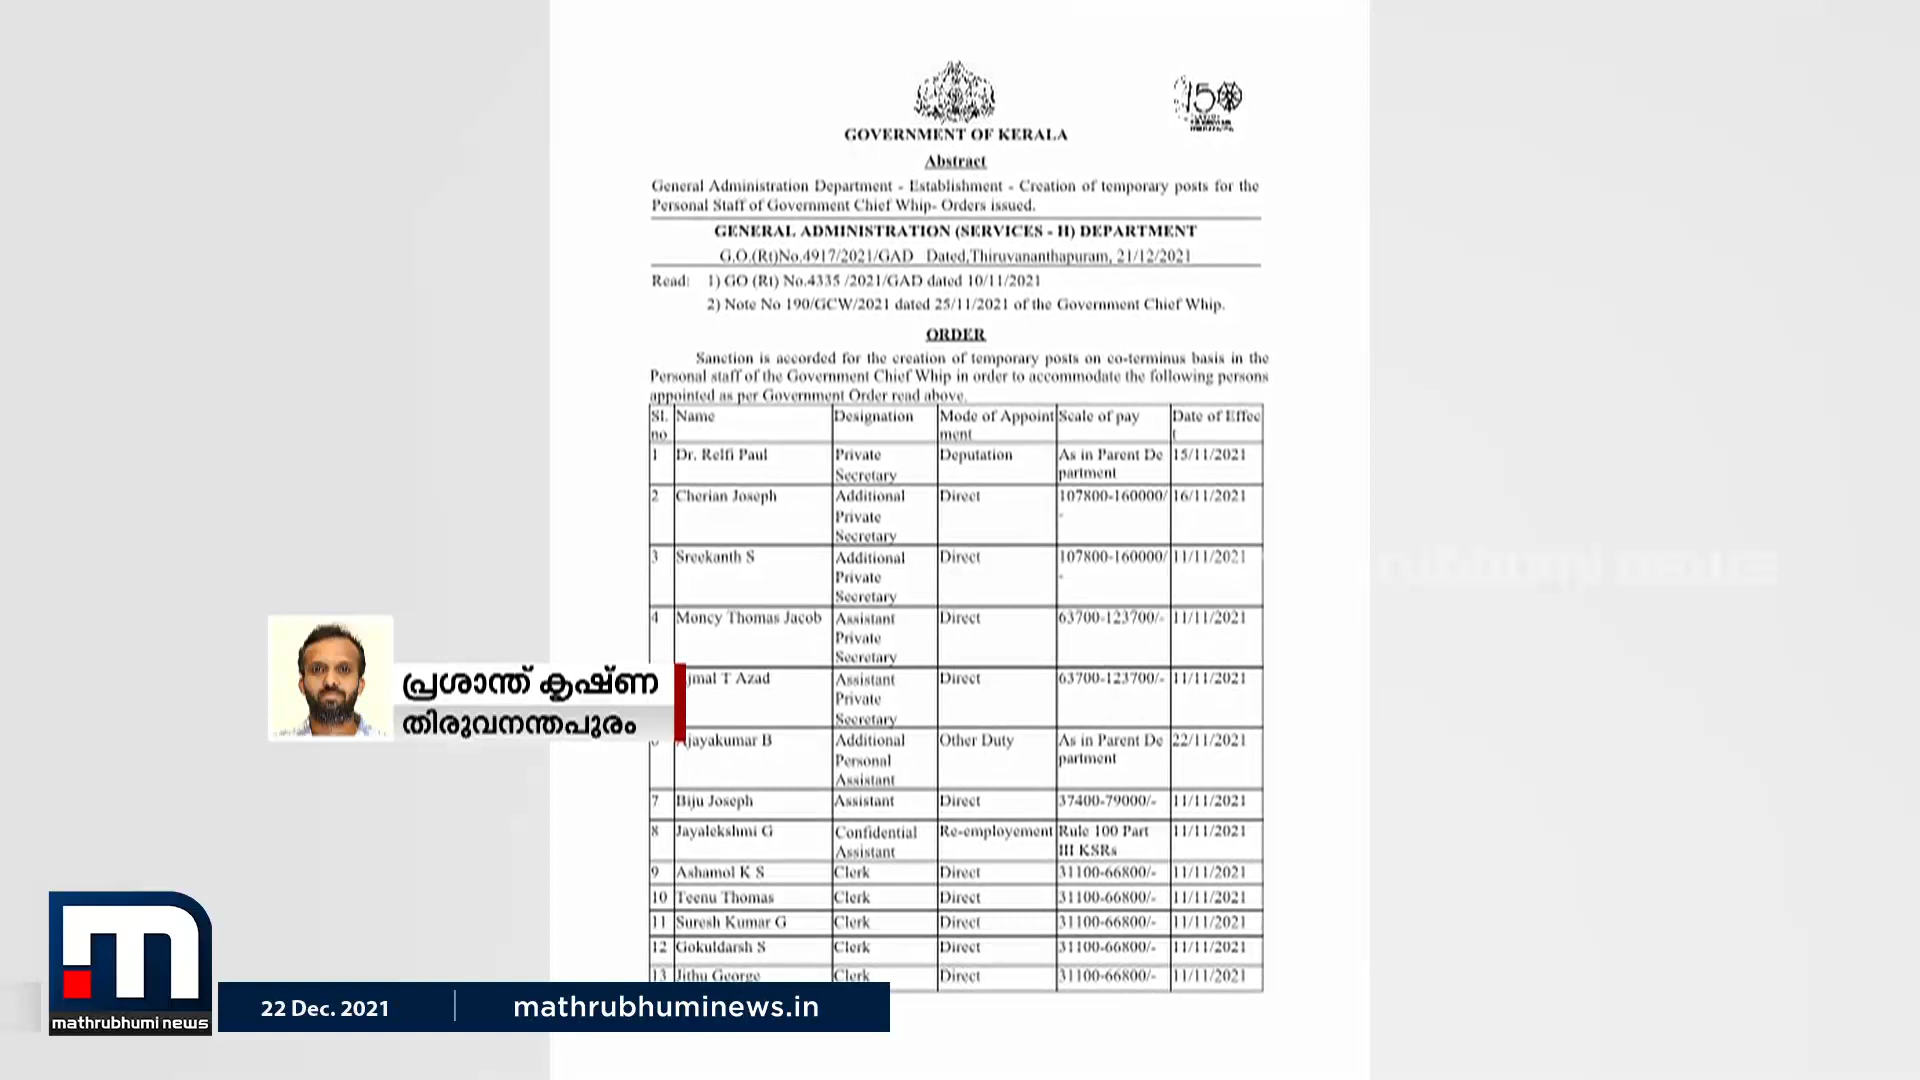 150
GOVERNMENT OF KERALA
Abstract
General Administration Department - Establishment - Creation of temporary posts for the
Personal Staff of Government Chief Whip- Orders issued.
GENERAL ADMINISTRATION (SERVICES - II) DEPARTMENT
G.O.(Rt)No.4917/2021/GAD Dated,Thiruvananthapuram, 21/12/2021
Read: 1) GO (Rt) No.4335 /2021/GAD dated 10/11/2021
2) Note No 190/GCW/2021 dated 25/11/2021 of the Government Chief Whip.
ORDER
Sanction is accorded for the creation of temporary posts on co-terminus basis in the
Personal staff of the Government Chief Whip in order to accommodate the following persons
appointed as per Government Order read above.
Sl. Name Designation Mode of Appoint Scale of pay Date of Effec
no ment t
1 Dr. Relfi Paul Private Deputation As in Parent De 15/11/2021
Secretary partment
2 Cherian Joseph Additional Direct 107800-160000/ 16/11/2021
Private -
Secretary
3 Sreekanth S Additional Direct 107800-160000/ 11/11/2021
Private -
Secretary
4 Moncy Thomas Jacob Assistant Direct 63700-123700/- 11/11/2021
Private
Secretary
jmal T Azad Assistant Direct 63700-123700/- 11/11/2021
Private
Secretary
6 Ajayakumar B Additional Other Duty As in Parent De 22/11/2021
Personal partment
Assistant
7 Biju Joseph Assistant Direct 37400-79000/- 11/11/2021
8 Jayalekshmi G Confidential Re-employement Rule 100 Part 11/11/2021
Assistant III KSRs
9 Ashamol K S Clerk Direct 31100-66800/- 11/11/2021
10 Teenu Thomas Clerk Direct 31100-66800/- 11/11/2021
11 Suresh Kumar G Clerk Direct 31100-66800/- 11/11/2021
12 Gokuldarsh S Clerk Direct 31100-66800/- 11/11/2021
13 Jithu George Clerk Direct 31100-66800/- 11/11/2021
പ്രശാന്ത് കൃഷ്ണ
തിരുവനന്തപുരം
mathrubhumi news
22 Dec. 2021
mathrubhuminews.in